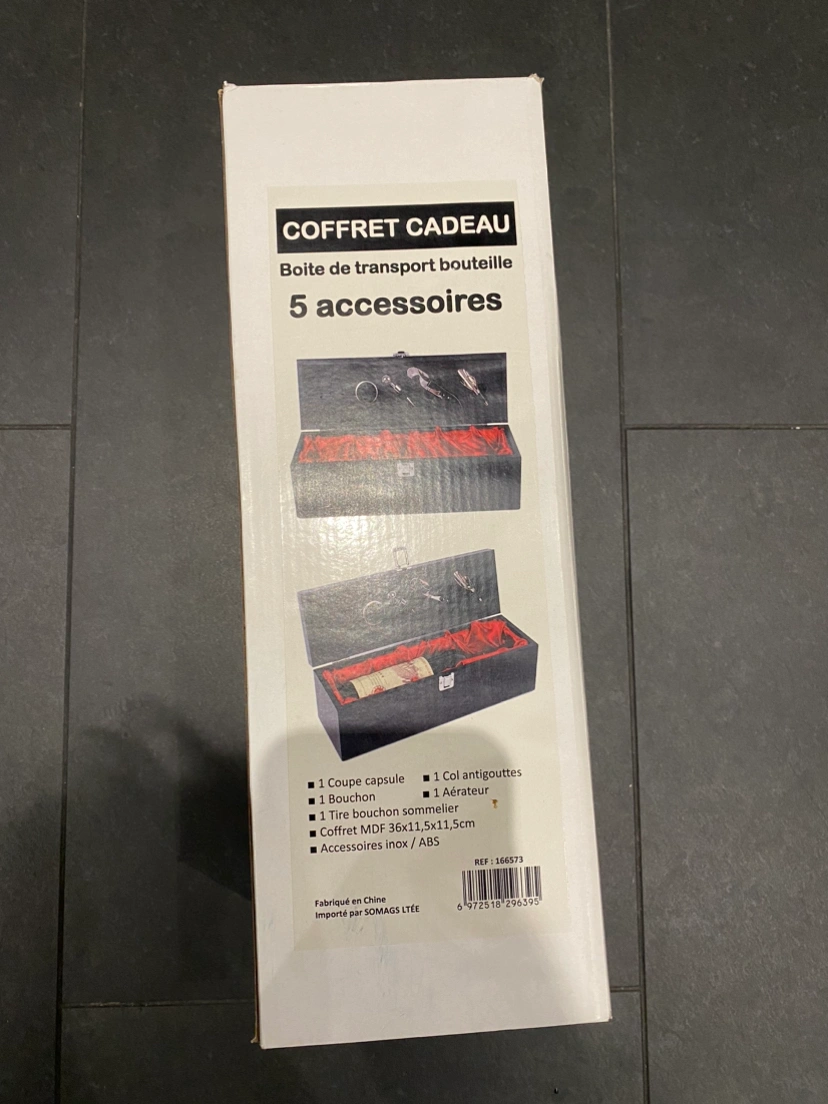 COFFRET CADEAU
Boite de transport bouteille
5 accessoires
▪ 1 Coupe capsule ▪ 1 Col antigouttes
▪ 1 Bouchon ▪ 1 Aérateur
▪ 1 Tire bouchon sommelier
▪ Coffret MDF 36x11,5x11,5cm
▪ Accessoires inox / ABS
REF : 166573
6 972518 296395
Fabriqué en Chine
Importé par SOMAGS LTÉE